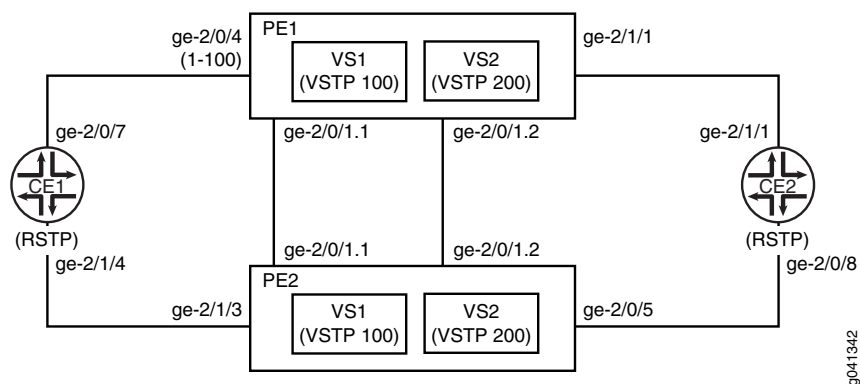 PE1
ge-2/0/4
(1-100)
VS1
(VSTP 100)
VS2
(VSTP 200)
ge-2/1/1
ge-2/0/7
ge-2/0/1.1
ge-2/0/1.2
ge-2/1/1
CE1
(RSTP)
CE2
(RSTP)
ge-2/1/4
ge-2/0/1.1
ge-2/0/1.2
ge-2/0/8
PE2
ge-2/1/3
VS1
(VSTP 100)
VS2
(VSTP 200)
ge-2/0/5
g041342